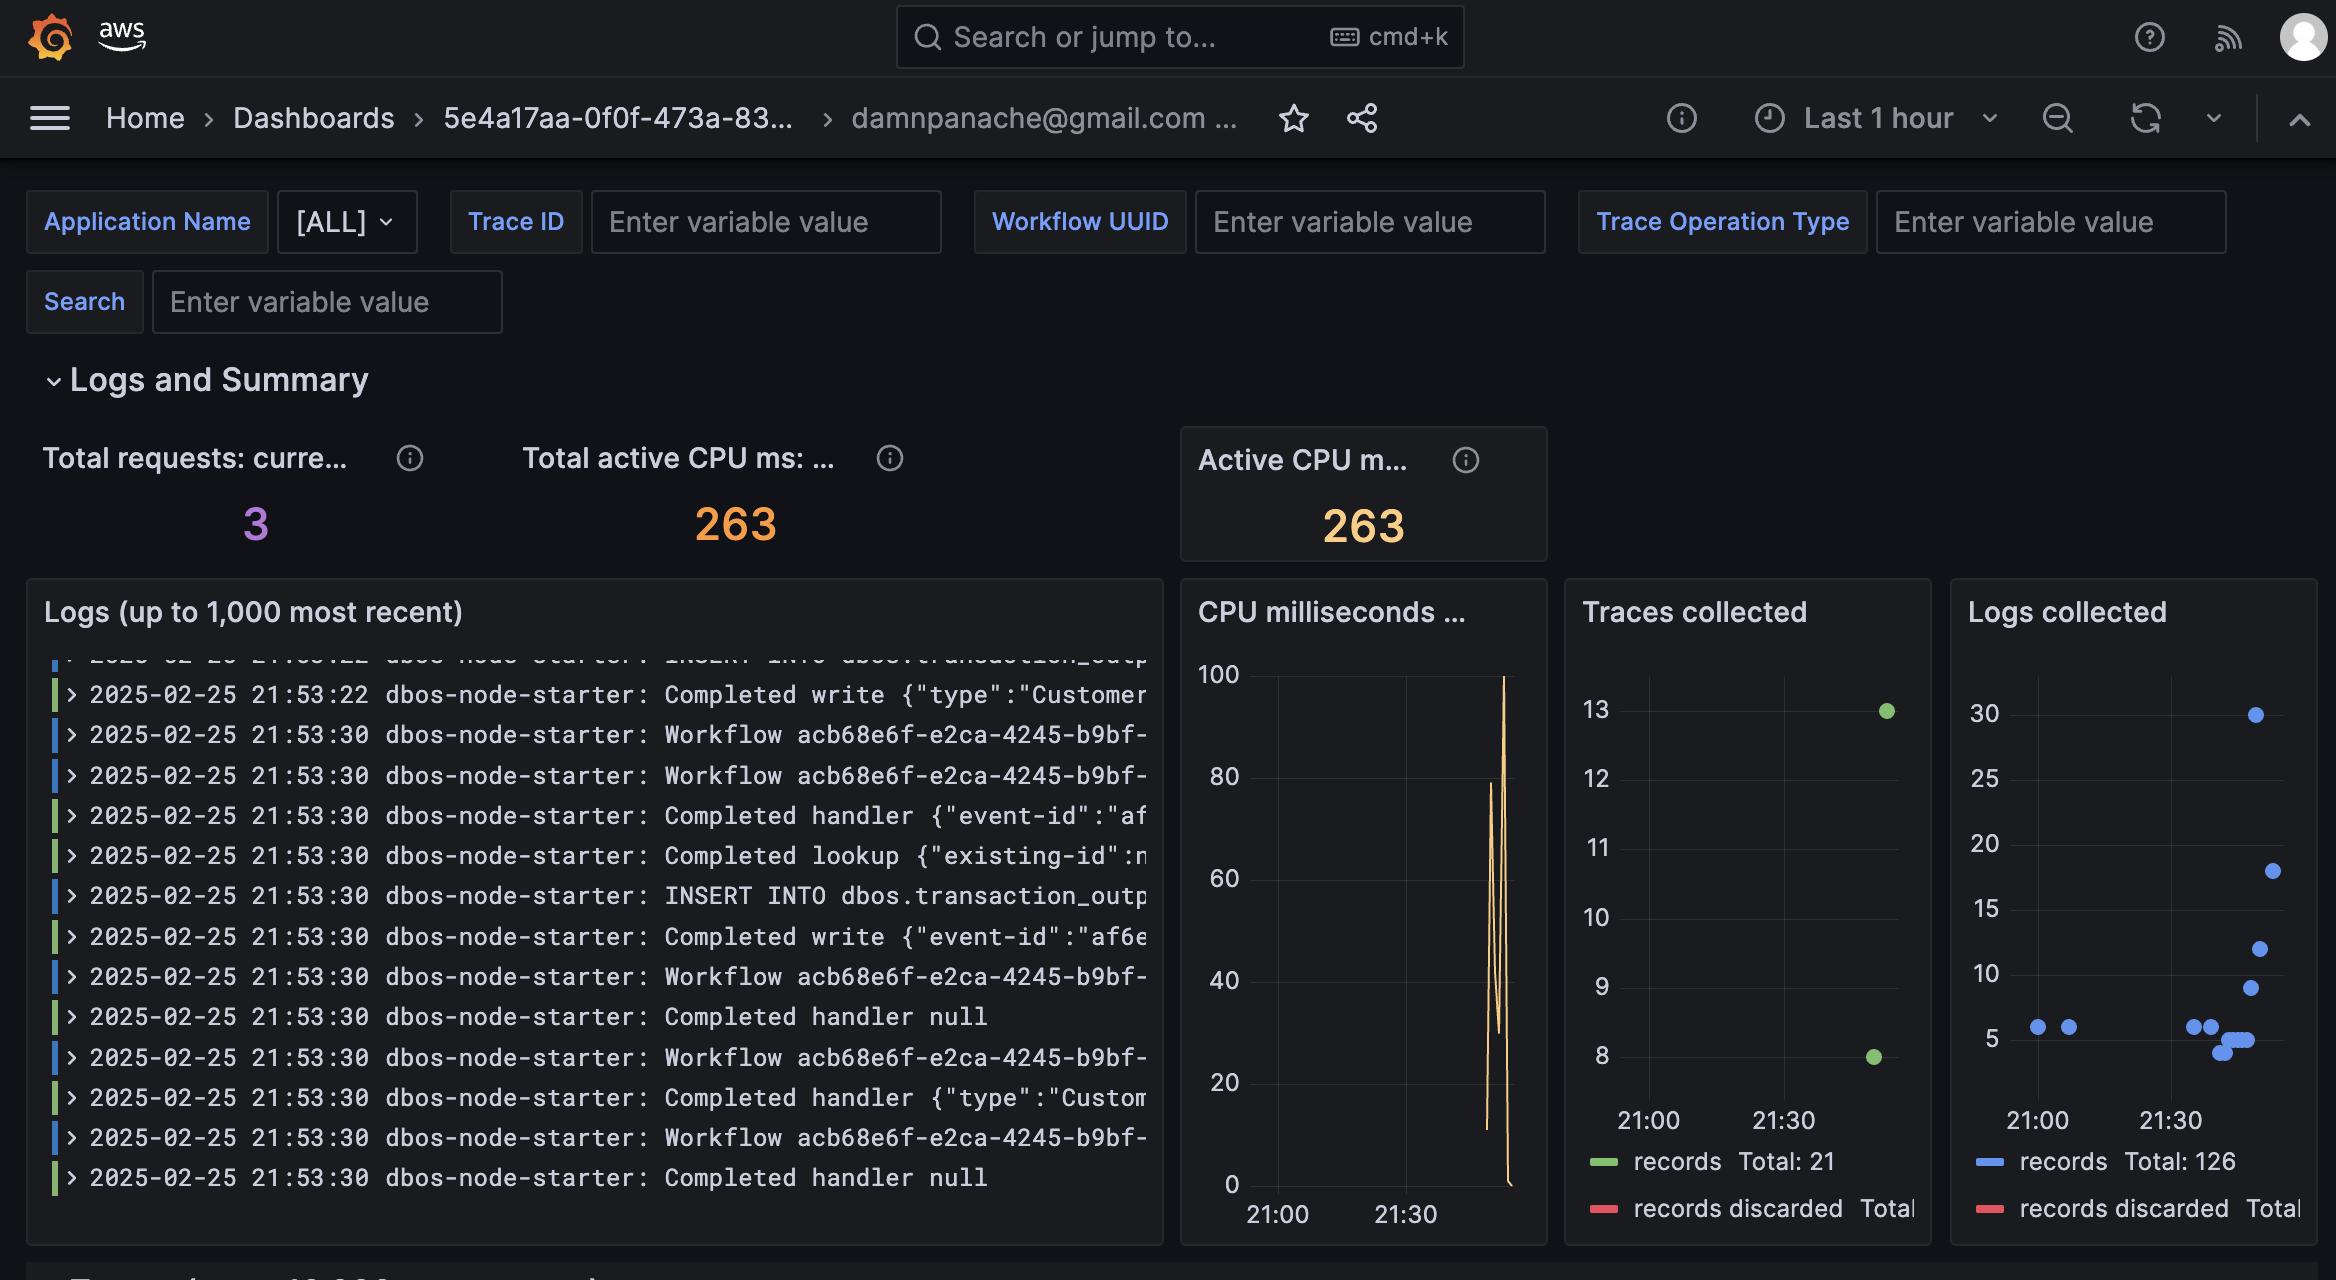 aws
Search or jump to...
cmd+k
Home › Dashboards › 5e4a17aa-0f0f-473a-83... › damnpanache@gmail.com ...
Last 1 hour
Application Name
[ALL]
Trace ID
Enter variable value
Workflow UUID
Enter variable value
Trace Operation Type
Enter variable value
Search
Enter variable value
Logs and Summary
Total requests: curre...
3
Total active CPU ms: ...
263
Active CPU m...
263
Logs (up to 1,000 most recent)
2025-02-25 21:53:22 dbos-node-starter: INSERT INTO dbos.transaction_outp
2025-02-25 21:53:22 dbos-node-starter: Completed write {"type":"Customer
2025-02-25 21:53:30 dbos-node-starter: Workflow acb68e6f-e2ca-4245-b9bf-
2025-02-25 21:53:30 dbos-node-starter: Workflow acb68e6f-e2ca-4245-b9bf-
2025-02-25 21:53:30 dbos-node-starter: Completed handler {"event-id":"af
2025-02-25 21:53:30 dbos-node-starter: Completed lookup {"existing-id":n
2025-02-25 21:53:30 dbos-node-starter: INSERT INTO dbos.transaction_outp
2025-02-25 21:53:30 dbos-node-starter: Completed write {"event-id":"af6e
2025-02-25 21:53:30 dbos-node-starter: Workflow acb68e6f-e2ca-4245-b9bf-
2025-02-25 21:53:30 dbos-node-starter: Completed handler null
2025-02-25 21:53:30 dbos-node-starter: Workflow acb68e6f-e2ca-4245-b9bf-
2025-02-25 21:53:30 dbos-node-starter: Completed handler {"type":"Custom
2025-02-25 21:53:30 dbos-node-starter: Workflow acb68e6f-e2ca-4245-b9bf-
2025-02-25 21:53:30 dbos-node-starter: Completed handler null
CPU milliseconds ...
100
80
60
40
20
0
21:00
21:30
Traces collected
13
12
11
10
9
8
21:00
21:30
records Total: 21
records discarded Total
Logs collected
30
25
20
15
10
5
21:00
21:30
records Total: 126
records discarded Total